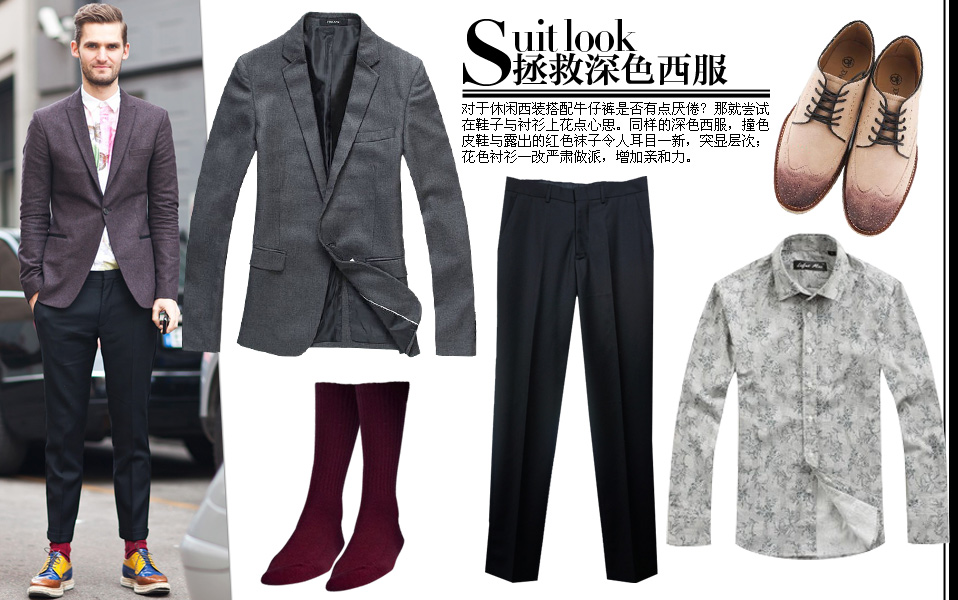 Suit look
拯救深色西服
对于休闲西装搭配牛仔裤是否有点厌倦？那就尝试
在鞋子与衬衫上花点心思。同样的深色西服，撞色
皮鞋与露出的红色袜子令人耳目一新，突显层次；
花色衬衫一改严肃做派，增加亲和力。